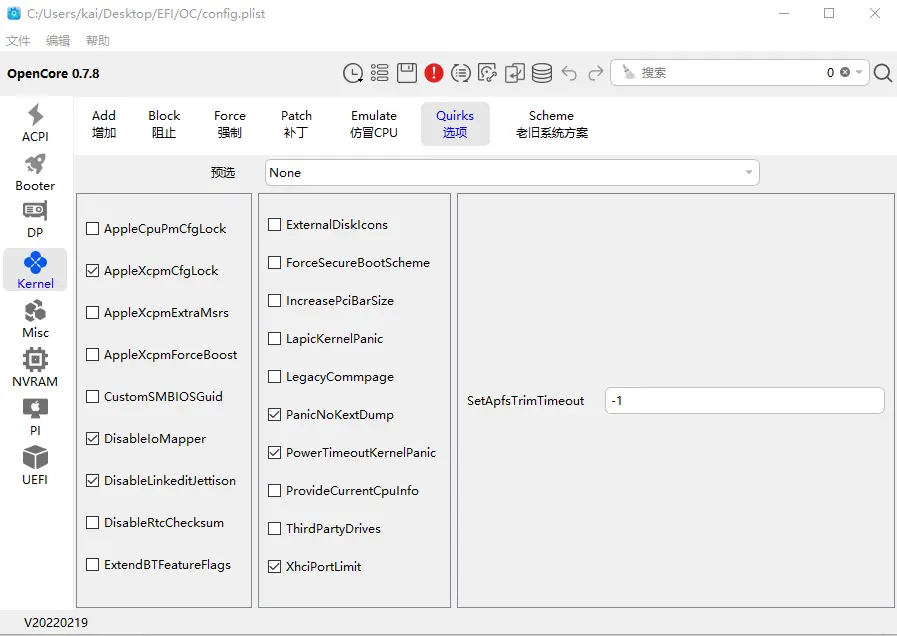 C:/Users/kai/Desktop/EFI/OC/config.plist
文件 编辑 帮助
OpenCore 0.7.8
搜索 0
ACPI
Booter
DP
Kernel
Misc
NVRAM
PI
UEFI
Add Block Force Patch Emulate Quirks Scheme
增加 阻止 强制 补丁 仿冒CPU 选项 老旧系统方案
预选 None
AppleCpuPmCfgLock
AppleXcpmCfgLock
AppleXcpmExtraMsrs
AppleXcpmForceBoost
CustomSMBIOSGuid
DisableIoMapper
DisableLinkeditJettison
DisableRtcChecksum
ExtendBTFeatureFlags
ExternalDiskIcons
ForceSecureBootScheme
IncreasePciBarSize
LapicKernelPanic
LegacyCommpage
PanicNoKextDump
PowerTimeoutKernelPanic
ProvideCurrentCpuInfo
ThirdPartyDrives
XhciPortLimit
SetApfsTrimTimeout -1
V20220219